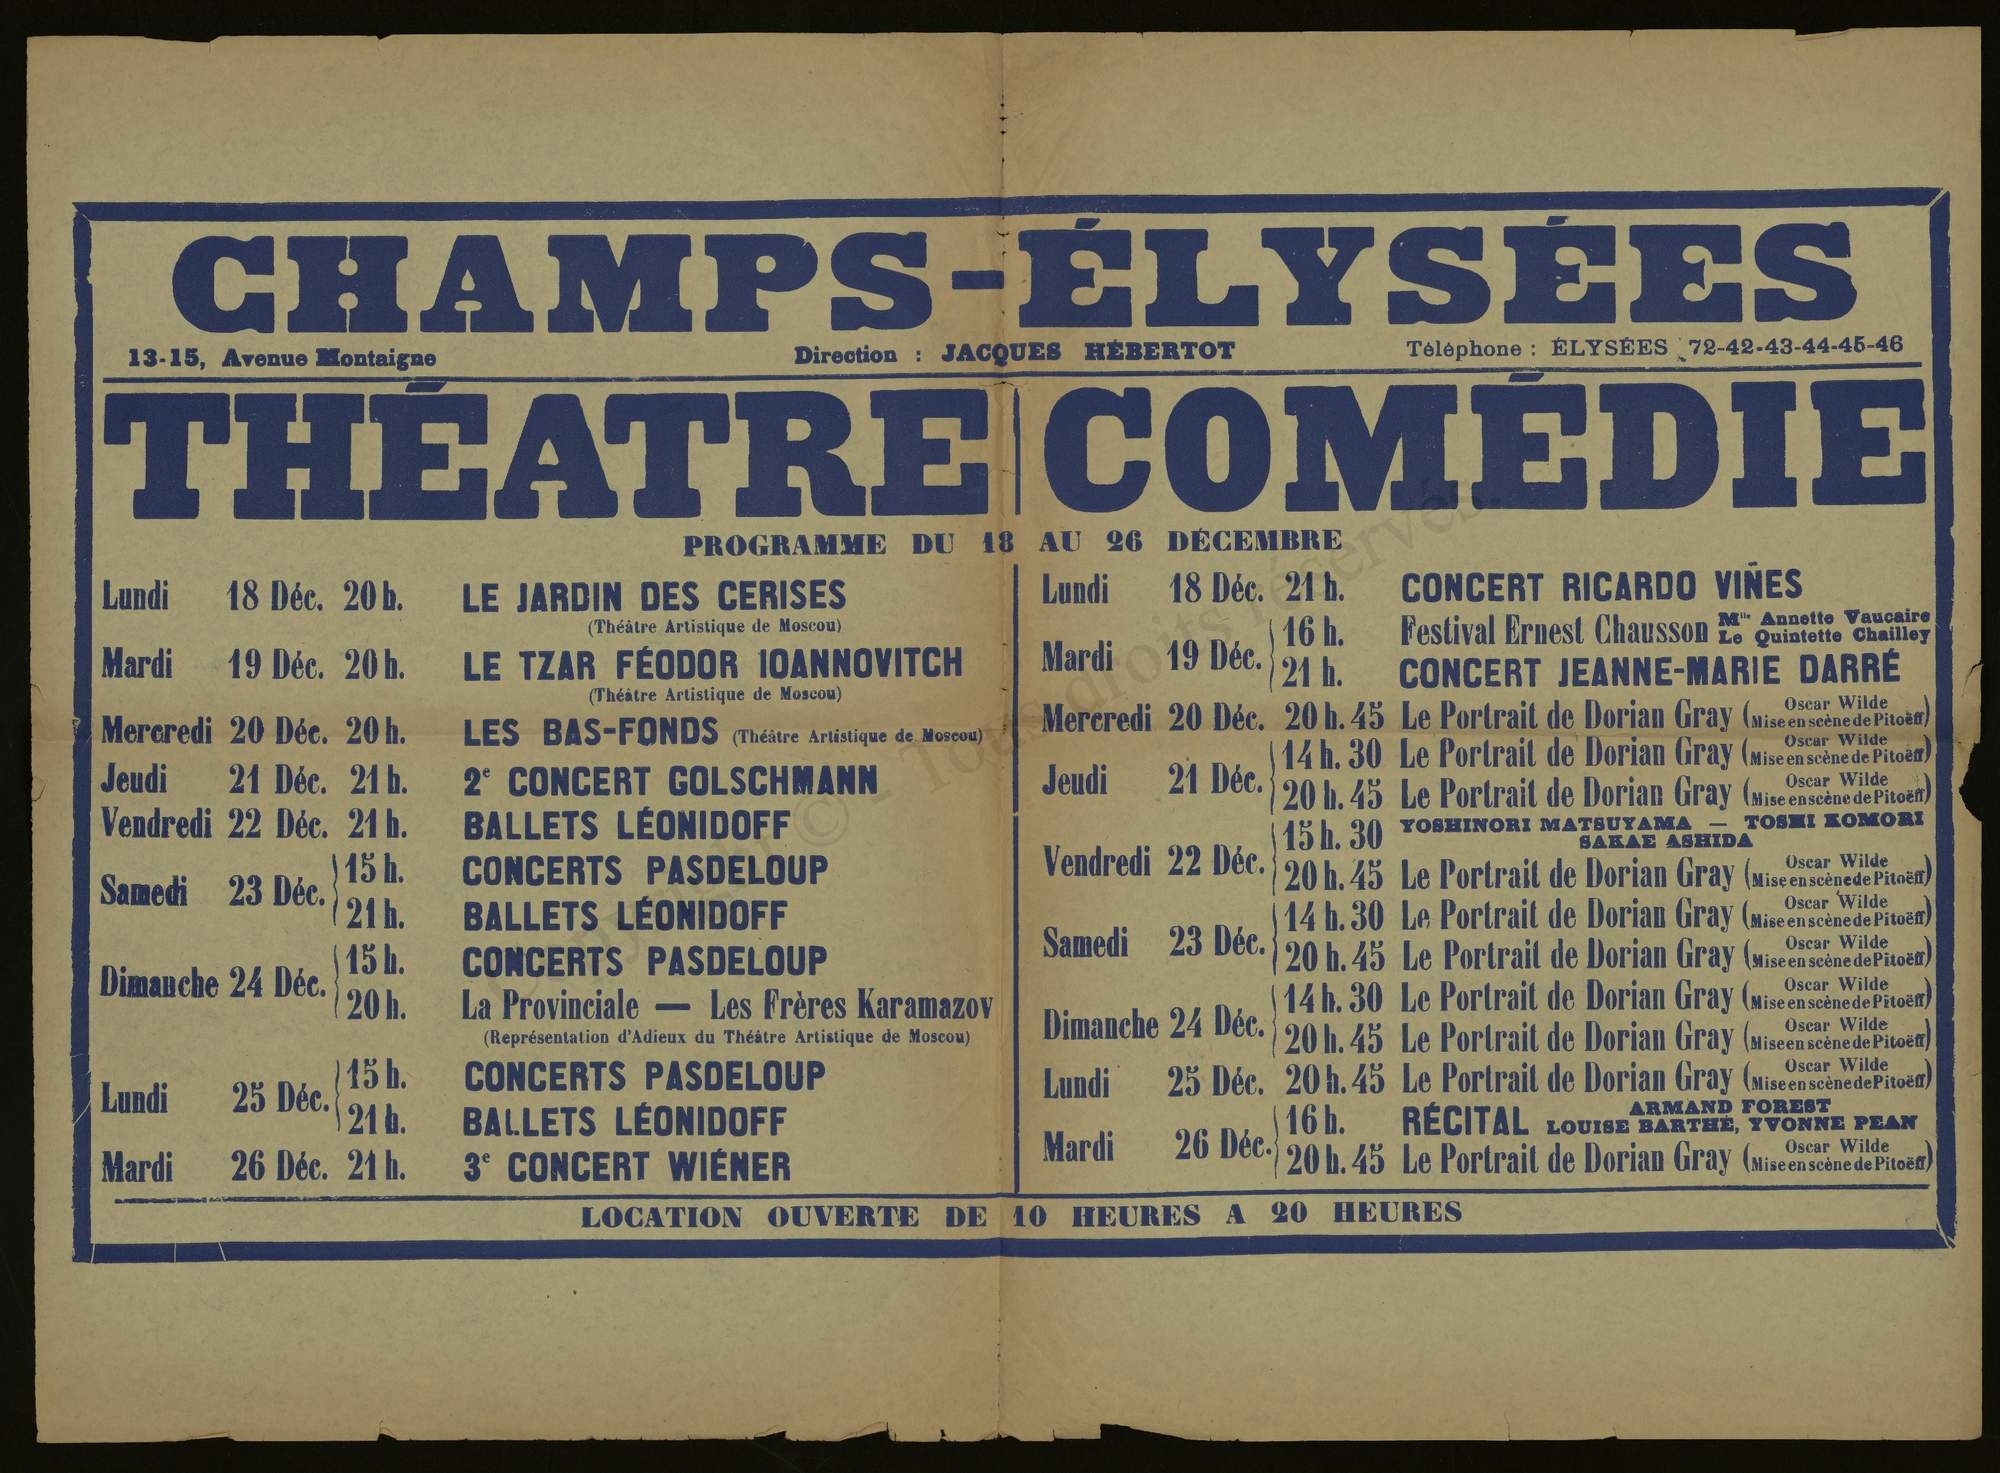 CHAMPS-ÉLYSÉES
13-15, Avenue Montaigne Direction : JACQUES HÉBERTOT Téléphone : ÉLYSÉES 72-42-43-44-45-46
THÉATRE COMÉDIE
PROGRAMME DU 18 AU 26 DÉCEMBRE
Lundi 18 Déc. 20 h. LE JARDIN DES CERISES
(Théâtre Artistique de Moscou)
Mardi 19 Déc. 20 h. LE TZAR FÉODOR IOANNOVITCH
(Théâtre Artistique de Moscou)
Mercredi 20 Déc. 20 h. LES BAS-FONDS (Théâtre Artistique de Moscou)
Jeudi 21 Déc. 21 h. 2e CONCERT GOLSCHMANN
Vendredi 22 Déc. 21 h. BALLETS LÉONIDOFF
Samedi 23 Déc. 15 h. CONCERTS PASDELOUP
21 h. BALLETS LÉONIDOFF
Dimanche 24 Déc. 15 h. CONCERTS PASDELOUP
20 h. La Provinciale — Les Frères Karamazov
(Représentation d'Adieux du Théâtre Artistique de Moscou)
Lundi 25 Déc. 15 h. CONCERTS PASDELOUP
21 h. BALLETS LÉONIDOFF
Mardi 26 Déc. 21 h. 3e CONCERT WIÉNER
Lundi 18 Déc. 21 h. CONCERT RICARDO VIÑES
Mardi 19 Déc. 16 h. Festival Ernest Chausson Mlle Annette Vaucaire
Le Quintette Chailley
21 h. CONCERT JEANNE-MARIE DARRÉ
Mercredi 20 Déc. 20 h. 45 Le Portrait de Dorian Gray (Oscar Wilde
Mise en scène de Pitoëff)
Jeudi 21 Déc. 14 h. 30 Le Portrait de Dorian Gray (Oscar Wilde
Mise en scène de Pitoëff)
20 h. 45 Le Portrait de Dorian Gray (Oscar Wilde
Mise en scène de Pitoëff)
Vendredi 22 Déc. 15 h. 30 YOSHINORI MATSUYAMA — TOSHI KOMORI
SAKAE ASHIDA
20 h. 45 Le Portrait de Dorian Gray (Oscar Wilde
Mise en scène de Pitoëff)
Samedi 23 Déc. 14 h. 30 Le Portrait de Dorian Gray (Oscar Wilde
Mise en scène de Pitoëff)
20 h. 45 Le Portrait de Dorian Gray (Oscar Wilde
Mise en scène de Pitoëff)
Dimanche 24 Déc. 14 h. 30 Le Portrait de Dorian Gray (Oscar Wilde
Mise en scène de Pitoëff)
20 h. 45 Le Portrait de Dorian Gray (Oscar Wilde
Mise en scène de Pitoëff)
Lundi 25 Déc. 20 h. 45 Le Portrait de Dorian Gray (Oscar Wilde
Mise en scène de Pitoëff)
Mardi 26 Déc. 16 h. RÉCITAL ARMAND FOREST
LOUISE BARTHE, YVONNE PEAN
20 h. 45 Le Portrait de Dorian Gray (Oscar Wilde
Mise en scène de Pitoëff)
LOCATION OUVERTE DE 10 HEURES A 20 HEURES
Copyright © - Tous droits réservés.